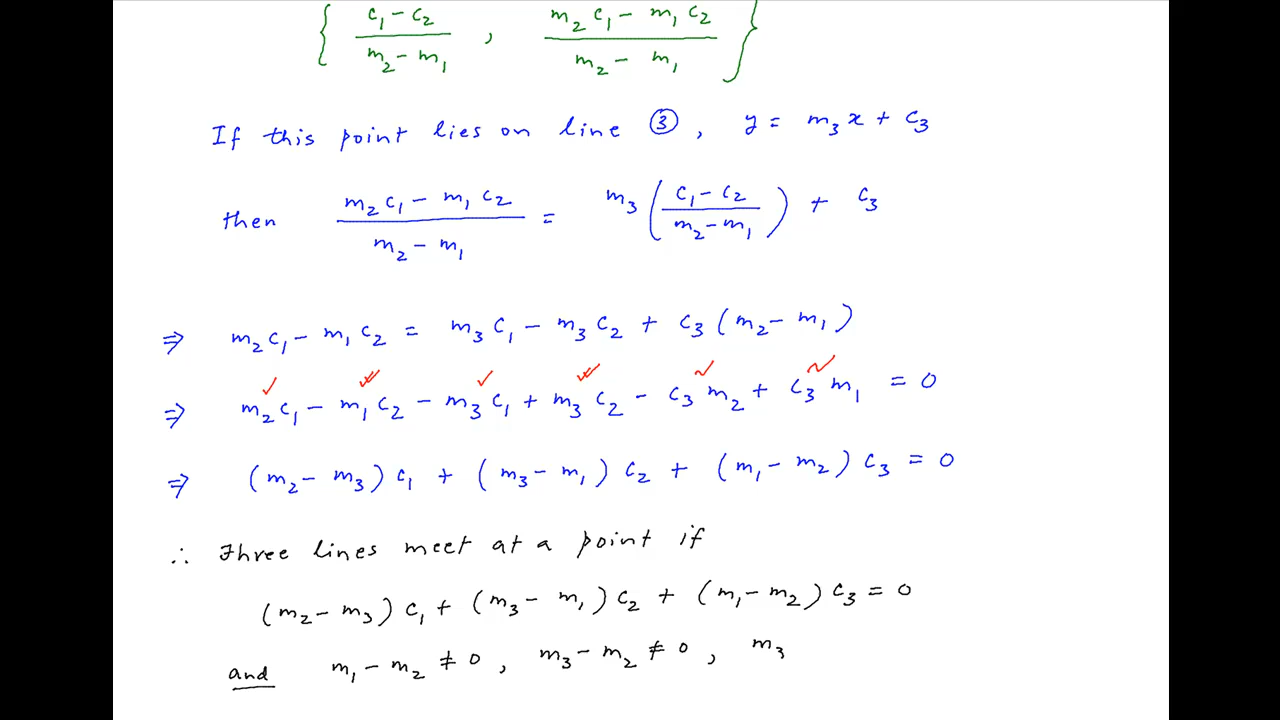 { (c₁ − c₂)/(m₂ − m₁) , (m₂c₁ − m₁c₂)/(m₂ − m₁) }
If this point lies on line ③, y = m₃x + c₃
then (m₂c₁ − m₁c₂)/(m₂ − m₁) = m₃((c₁ − c₂)/(m₂ − m₁)) + c₃
⇒ m₂c₁ − m₁c₂ = m₃c₁ − m₃c₂ + c₃(m₂ − m₁)
⇒ m₂c₁ − m₁c₂ − m₃c₁ + m₃c₂ − c₃m₂ + c₃m₁ = 0
⇒ (m₂ − m₃)c₁ + (m₃ − m₁)c₂ + (m₁ − m₂)c₃ = 0
∴ Three lines meet at a point if
(m₂ − m₃)c₁ + (m₃ − m₁)c₂ + (m₁ − m₂)c₃ = 0
and m₁ − m₂ ≠ 0, m₃ − m₂ ≠ 0, m₃